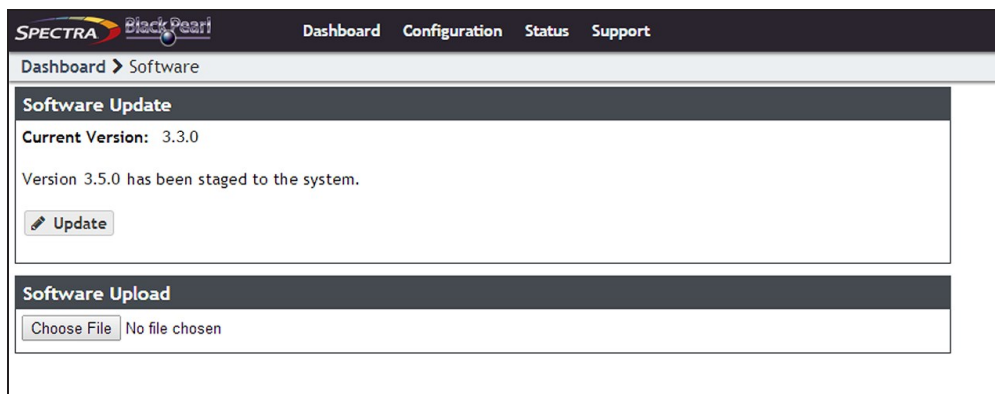 SPECTRA BlackPearl Dashboard Configuration Status Support
Dashboard > Software
Software Update
Current Version: 3.3.0
Version 3.5.0 has been staged to the system.
Update
Software Upload
Choose File No file chosen